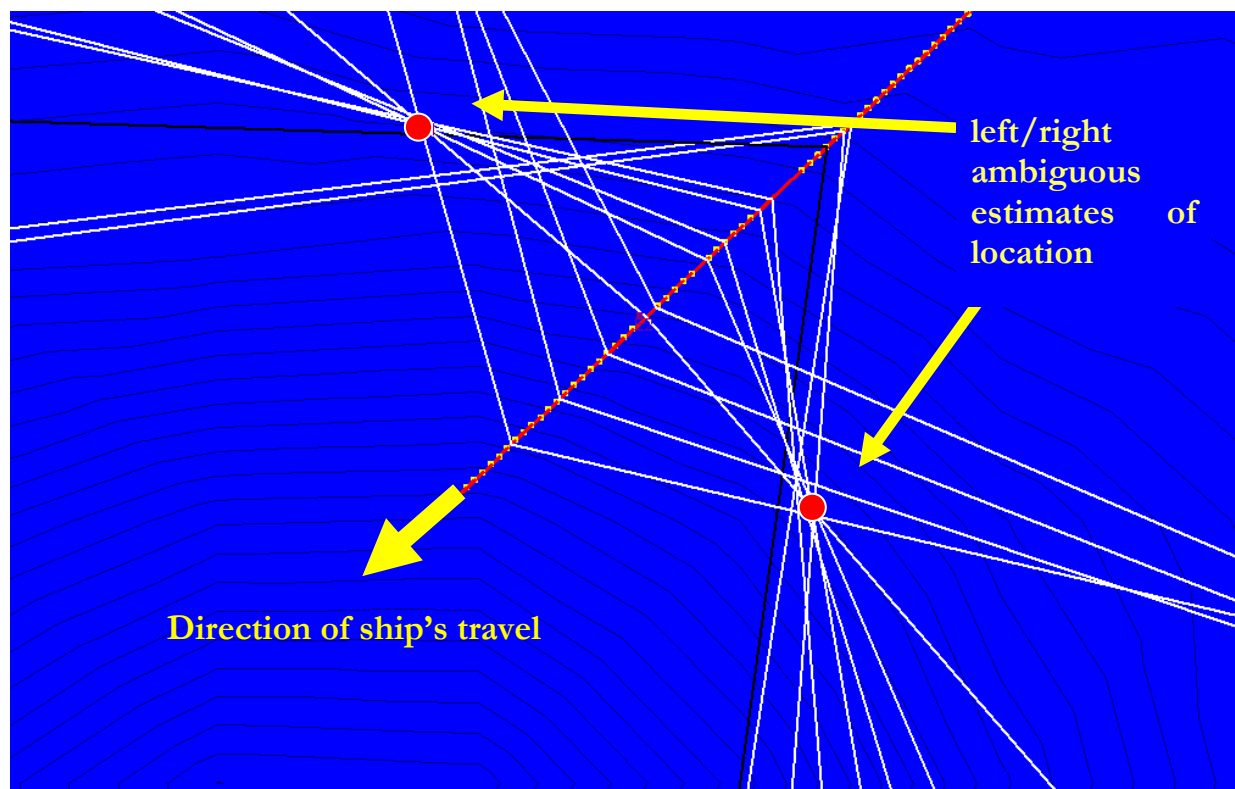 left/right
ambiguous
estimates of
location
Direction of ship’s travel